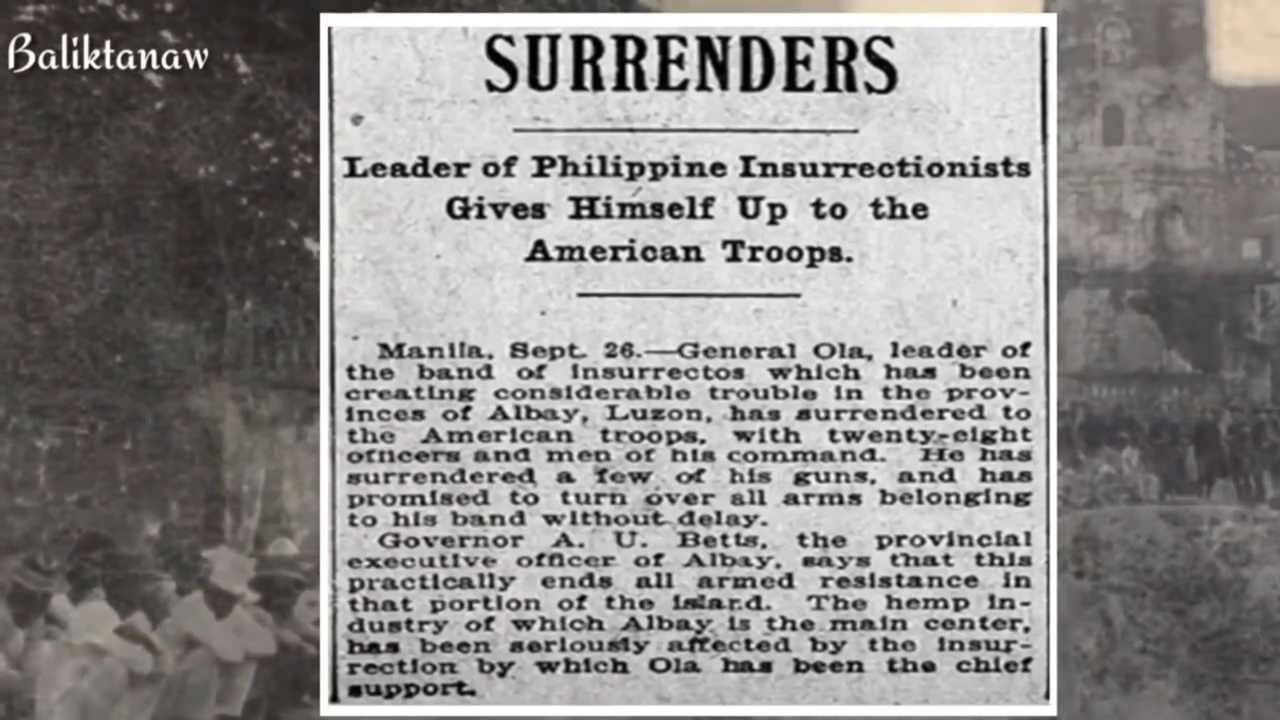 Baliktanaw
SURRENDERS
Leader of Philippine Insurrectionists
Gives Himself Up to the
American Troops.
Manila, Sept. 26.—General Ola, leader of
the band of insurrectos which has been
creating considerable trouble in the prov-
inces of Albay, Luzon, has surrendered to
the American troops, with twenty-eight
officers and men of his command. He has
surrendered a few of his guns, and has
promised to turn over all arms belonging
to his band without delay.
Governor A. U. Betts, the provincial
executive officer of Albay, says that this
practically ends all armed resistance in
that portion of the island. The hemp in-
dustry of which Albay is the main center,
has been seriously affected by the insur-
rection by which Ola has been the chief
support.